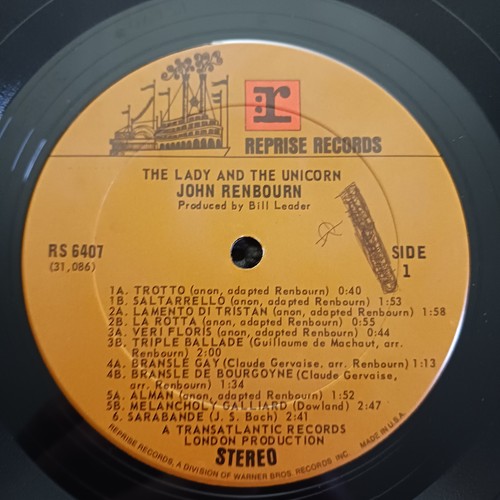 :r
REPRISE RECORDS
THE LADY AND THE UNICORN
JOHN RENBOURN
Produced by Bill Leader
RS 6407
(31,086)
SIDE
1
1A. TROTTO (anon, adapted Renbourn) 0:40
1B. SALTARRELLO (anon, adapted Renbourn) 1:53
2A. LAMENTO DI TRISTAN (anon, adapted Renbourn) 1:58
2B. LA ROTTA (anon, adapted Renbourn) 0:55
3A. VERI FLORIS (anon, adapted Renbourn) 0:44
3B. TRIPLE BALLADE (Guillaume de Machaut, arr.
Renbourn) 2:00
4A. BRANSLE GAY (Claude Gervaise, arr. Renbourn) 1:13
4B. BRANSLE DE BOURGOYNE (Claude Gervaise,
arr. Renbourn) 1:34
5A. ALMAN (anon, adapted Renbourn) 1:52
5B. MELANCHOLY GALLIARD (Dowland) 2:47
6. SARABANDE (J. S. Bach) 2:41
A TRANSATLANTIC RECORDS
LONDON PRODUCTION
STEREO
REPRISE RECORDS, A DIVISION OF WARNER BROS. RECORDS INC. MADE IN U.S.A.